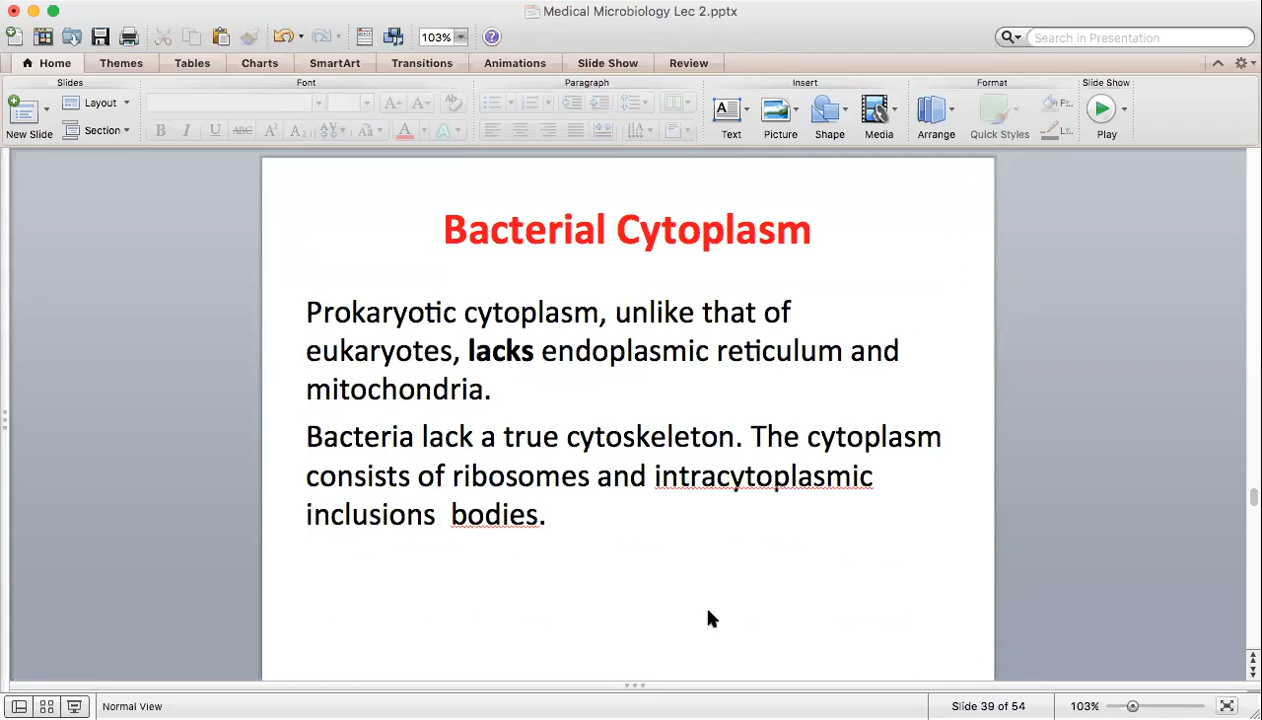 Medical Microbiology Lec 2.pptx
103%
Search in Presentation
Home Themes Tables Charts SmartArt Transitions Animations Slide Show Review
Slides Font Paragraph Insert Format Slide Show
New Slide Layout Section
Text Picture Shape Media Arrange Quick Styles Play
Bacterial Cytoplasm
Prokaryotic cytoplasm, unlike that of
eukaryotes, lacks endoplasmic reticulum and
mitochondria.
Bacteria lack a true cytoskeleton. The cytoplasm
consists of ribosomes and intracytoplasmic
inclusions bodies.
Normal View Slide 39 of 54 103%